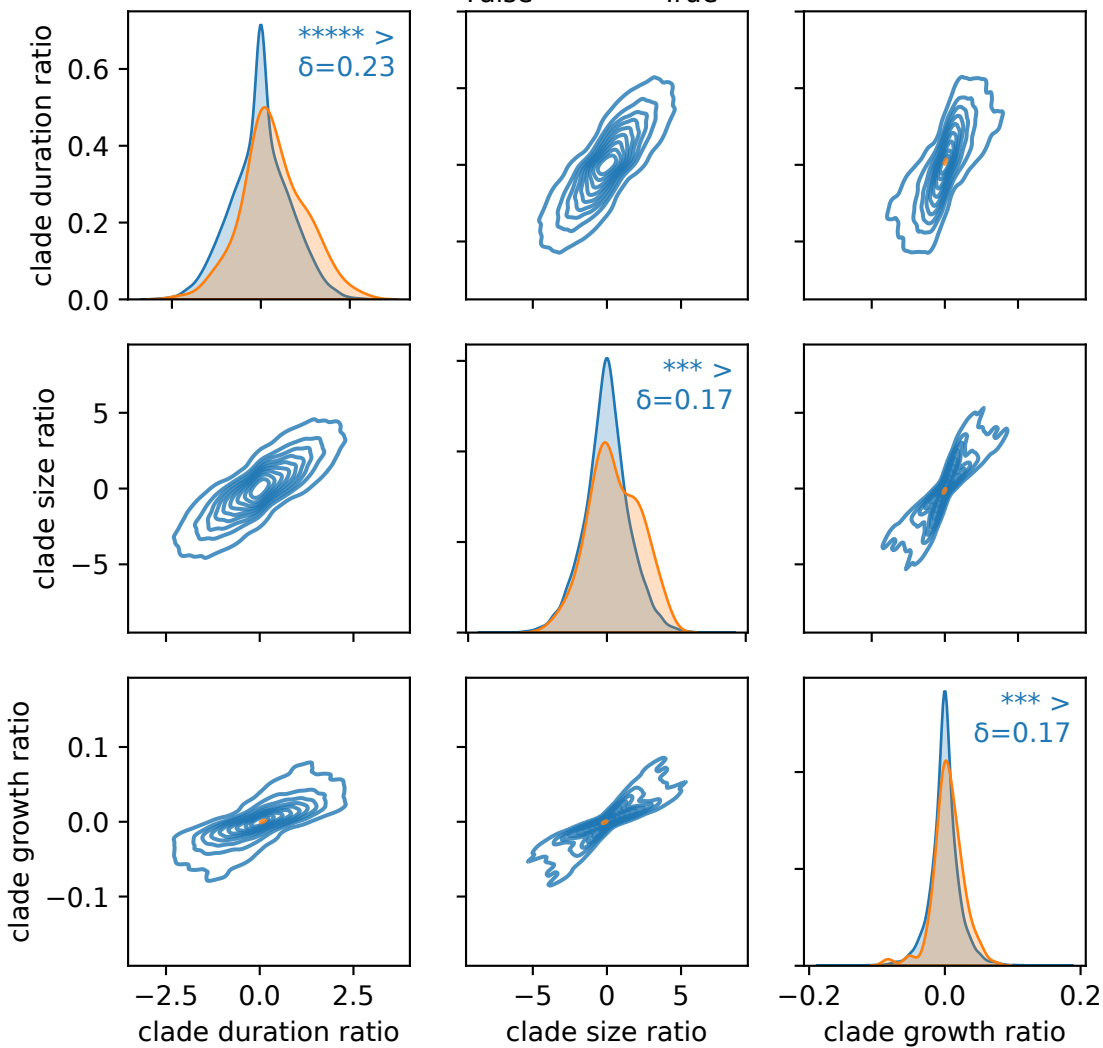 True
clade duration ratio
0.6
0.4
0.2
0.0
***** >
δ=0.23
clade size ratio
5
0
−5
*** >
δ=0.17
clade growth ratio
0.1
0.0
−0.1
*** >
δ=0.17
−2.5 0.0 2.5
−5 0 5
−0.2 0.0 0.2
clade duration ratio
clade size ratio
clade growth ratio